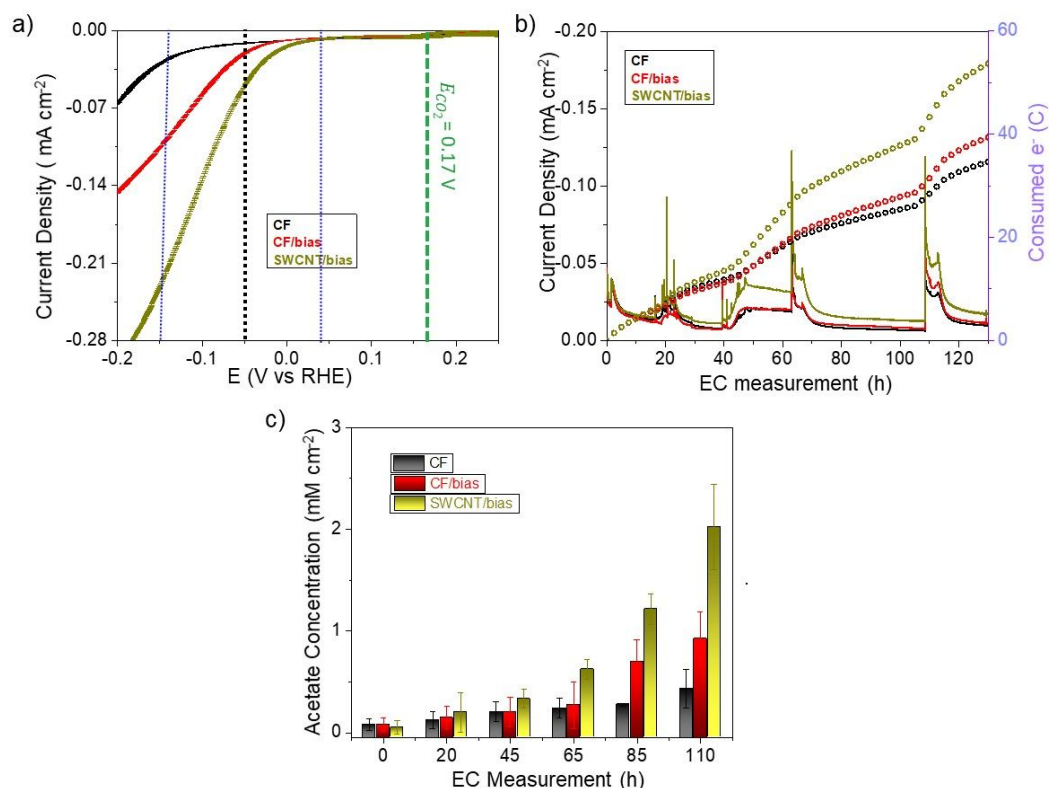 a)
0.00
-0.07
-0.14
-0.21
-0.28
Current Density ( mA cm-2)
-0.2
-0.1
0.0
0.1
0.2
E (V vs RHE)
CF
CF/bias
SWCNT/bias
ECO2 = 0.17 V
b)
-0.20
-0.15
-0.10
-0.05
0.00
Current Density (mA cm-2)
0
20
40
60
80
100
120
EC measurement (h)
60
40
20
0
Consumed e- (C)
CF
CF/bias
SWCNT/bias
c)
3
2
1
0
Acetate Concentration (mM cm-2)
CF
CF/bias
SWCNT/bias
0
20
45
65
85
110
EC Measurement (h)